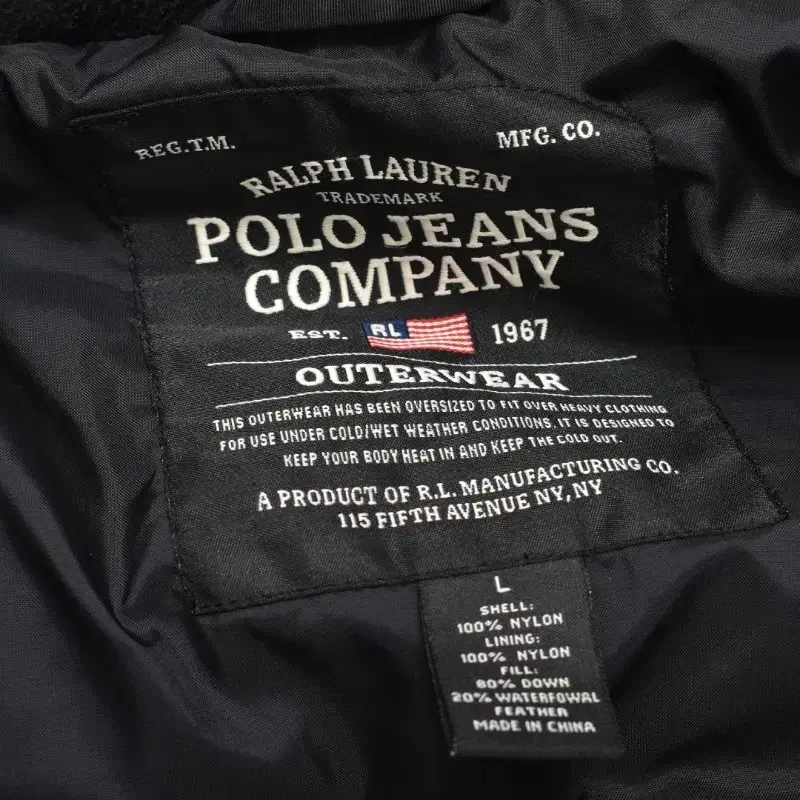 REG.T.M.
MFG. CO.
RALPH LAUREN
TRADEMARK
POLO JEANS
COMPANY
EST. RL 1967
OUTERWEAR
THIS OUTERWEAR HAS BEEN OVERSIZED TO FIT OVER HEAVY CLOTHING
FOR USE UNDER COLD/WET WEATHER CONDITIONS. IT IS DESIGNED TO
KEEP YOUR BODY HEAT IN AND KEEP THE COLD OUT.
A PRODUCT OF R.L. MANUFACTURING CO.
115 FIFTH AVENUE NY, NY
L
SHELL:
100% NYLON
LINING:
100% NYLON
FILL:
80% DOWN
20% WATERFOWAL
FEATHER
MADE IN CHINA